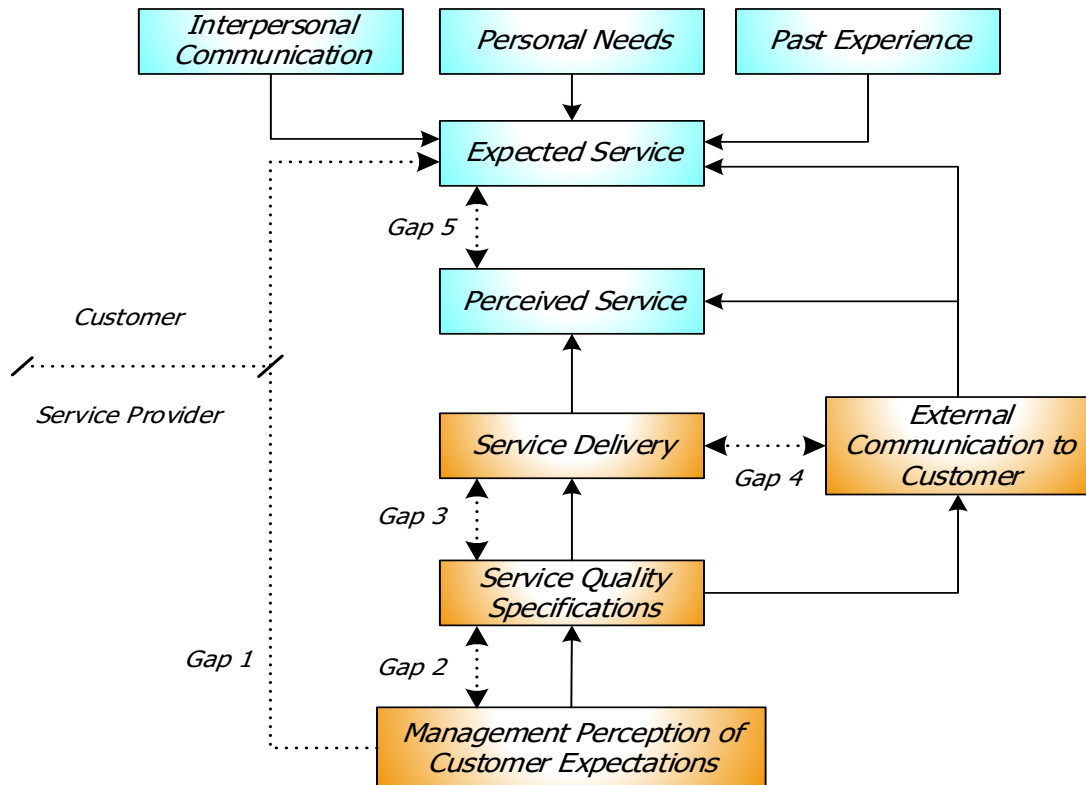 Interpersonal
Communication
Personal Needs
Past Experience
Expected Service
Gap 5
Perceived Service
Customer
Service Provider
Service Delivery
Gap 4
External
Communication to
Customer
Gap 3
Service Quality
Specifications
Gap 1
Gap 2
Management Perception of
Customer Expectations